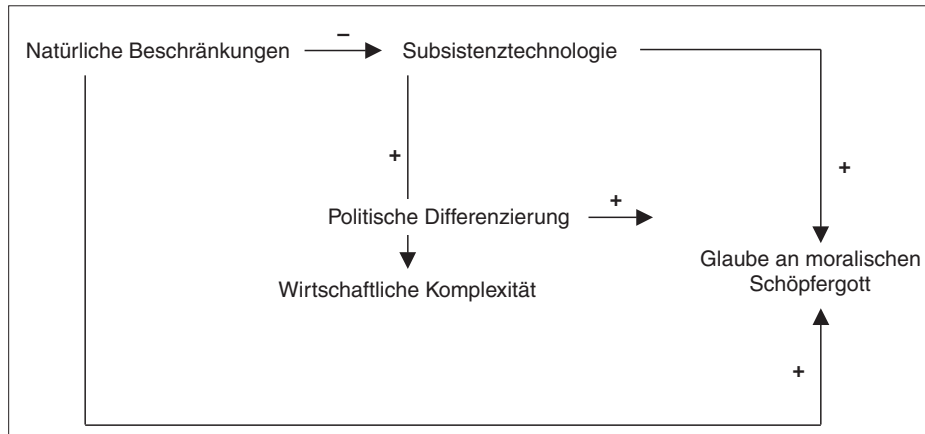 Natürliche Beschränkungen – Subsistenztechnologie
+
+
Politische Differenzierung +
Glaube an moralischen
Schöpfergott
Wirtschaftliche Komplexität
+